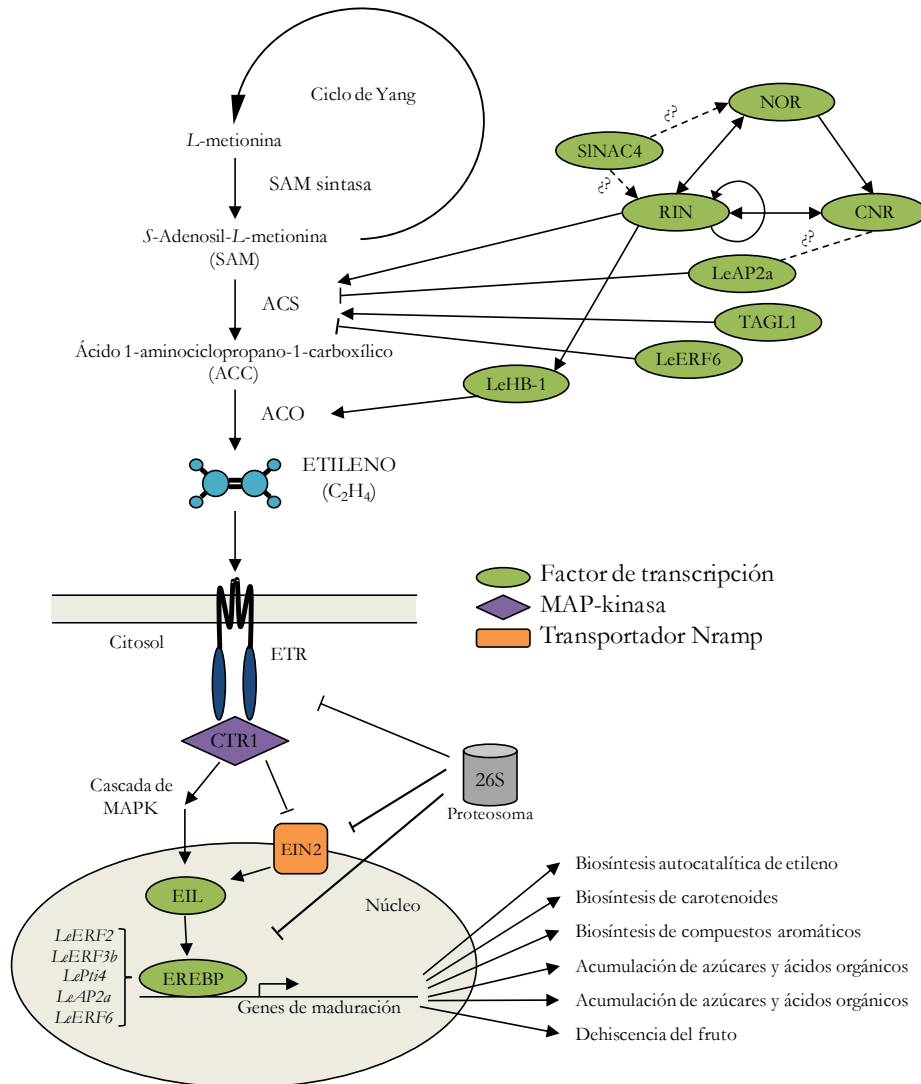 Ciclo de Yang
L-metionina
SAM sintasa
S-Adenosil-L-metionina
(SAM)
ACS
Ácido 1-aminociclopropano-1-carboxílico
(ACC)
ACO
ETILENO
(C₂H₄)
NOR
¿?
SlNAC4
¿?
RIN
CNR
¿?
LeAP2a
TAGL1
LeERF6
LeHB-1
Factor de transcripción
MAP-kinasa
Transportador Nramp
Citosol
ETR
CTR1
Cascada de
MAPK
26S
Proteosoma
EIN2
EIL
Núcleo
LeERF2
LeERF3b
LePti4
LeAP2a
LeERF6
EREBP
Genes de maduración
Biosíntesis autocatalítica de etileno
Biosíntesis de carotenoides
Biosíntesis de compuestos aromáticos
Acumulación de azúcares y ácidos orgánicos
Acumulación de azúcares y ácidos orgánicos
Dehiscencia del fruto